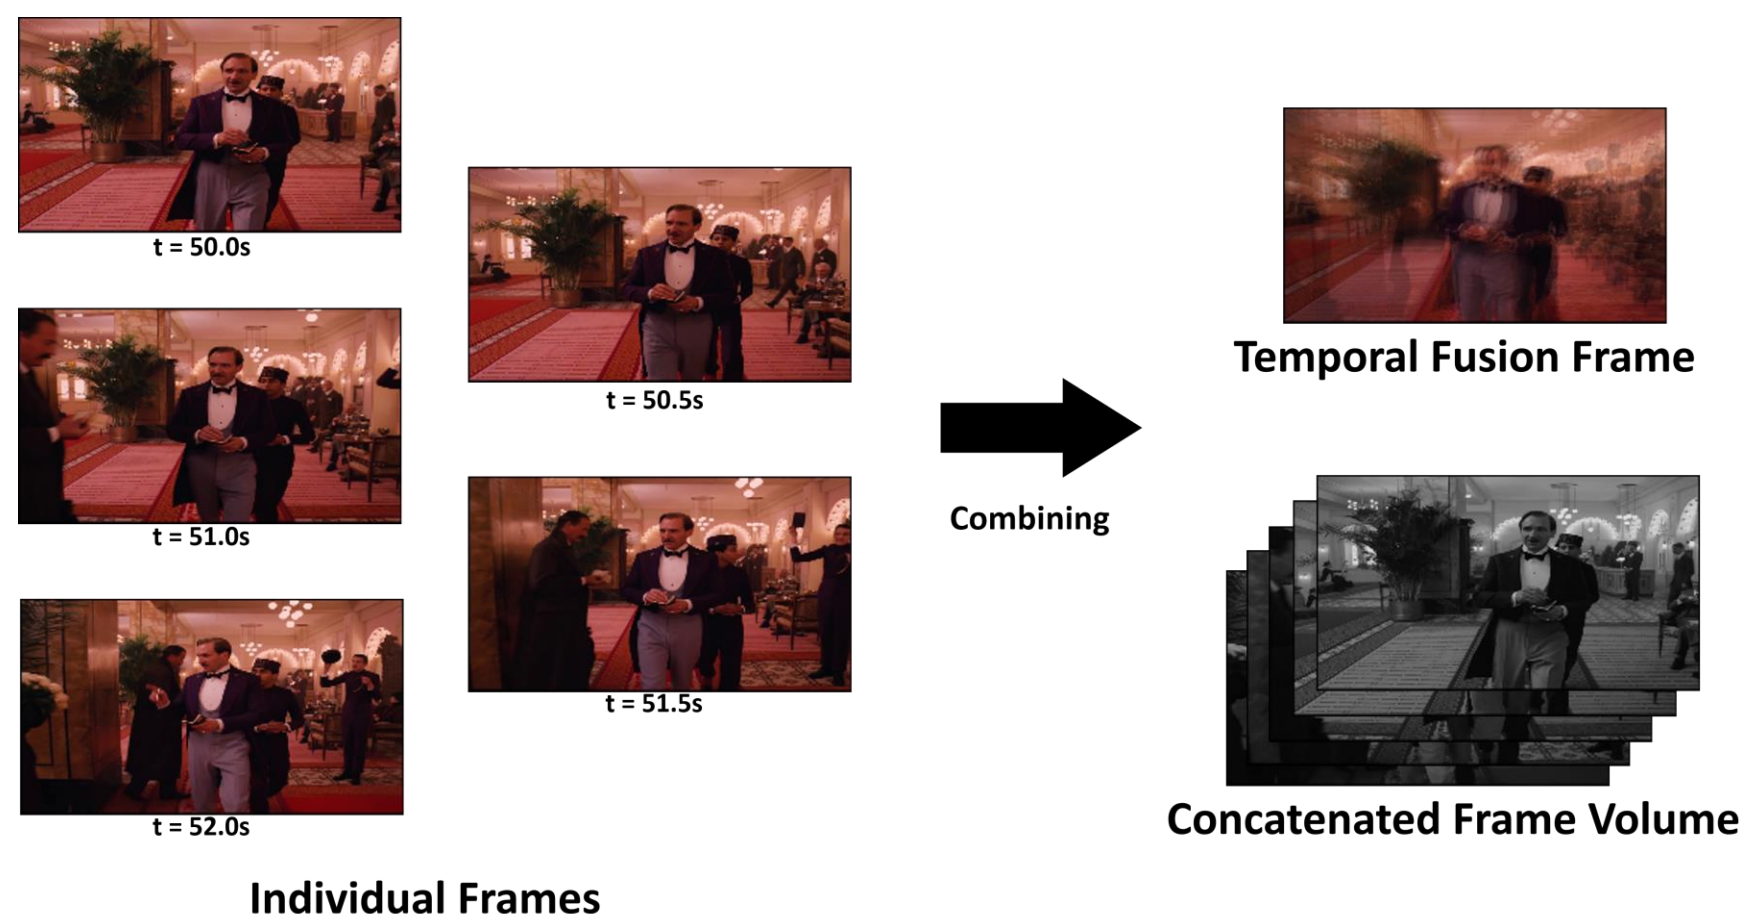 t = 50.0s
t = 50.5s
t = 51.0s
t = 51.5s
t = 52.0s
Individual Frames
Combining
Temporal Fusion Frame
Concatenated Frame Volume